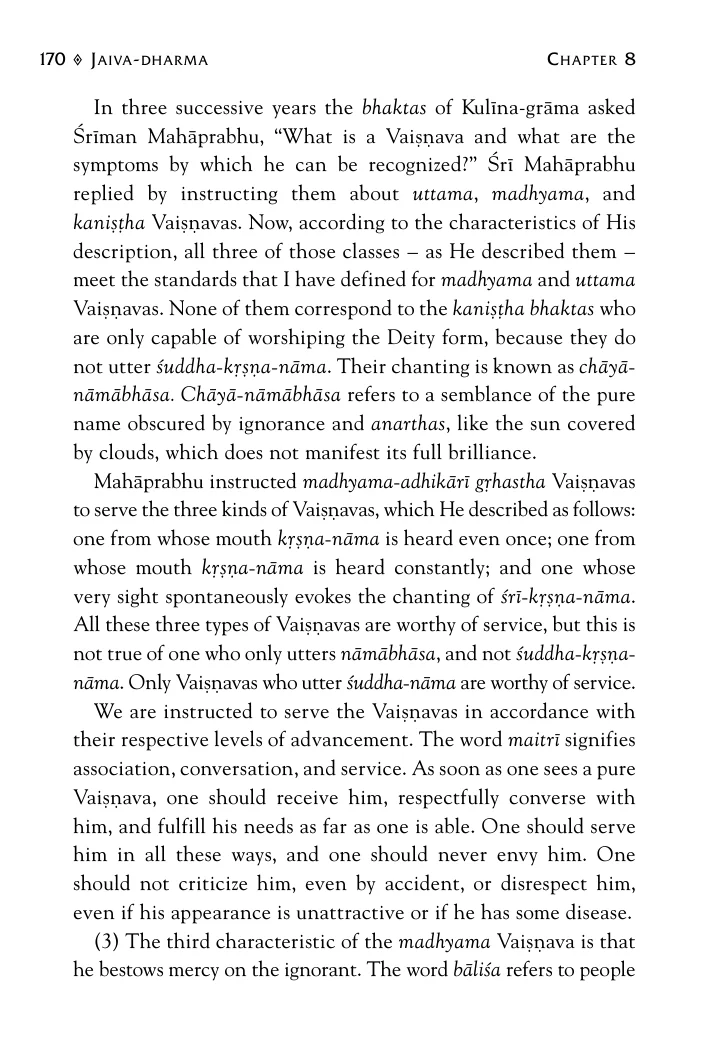 170 ◊ Jaiva-dharma Chapter 8
In three successive years the bhaktas of Kulīna-grāma asked
Śrīman Mahāprabhu, “What is a Vaiṣṇava and what are the
symptoms by which he can be recognized?” Śrī Mahāprabhu
replied by instructing them about uttama, madhyama, and
kaniṣṭha Vaiṣṇavas. Now, according to the characteristics of His
description, all three of those classes – as He described them –
meet the standards that I have defined for madhyama and uttama
Vaiṣṇavas. None of them correspond to the kaniṣṭha bhaktas who
are only capable of worshiping the Deity form, because they do
not utter śuddha-kṛṣṇa-nāma. Their chanting is known as chāyā-
nāmābhāsa. Chāyā-nāmābhāsa refers to a semblance of the pure
name obscured by ignorance and anarthas, like the sun covered
by clouds, which does not manifest its full brilliance.
Mahāprabhu instructed madhyama-adhikārī gṛhastha Vaiṣṇavas
to serve the three kinds of Vaiṣṇavas, which He described as follows:
one from whose mouth kṛṣṇa-nāma is heard even once; one from
whose mouth kṛṣṇa-nāma is heard constantly; and one whose
very sight spontaneously evokes the chanting of śrī-kṛṣṇa-nāma.
All these three types of Vaiṣṇavas are worthy of service, but this is
not true of one who only utters nāmābhāsa, and not śuddha-kṛṣṇa-
nāma. Only Vaiṣṇavas who utter śuddha-nāma are worthy of service.
We are instructed to serve the Vaiṣṇavas in accordance with
their respective levels of advancement. The word maitrī signifies
association, conversation, and service. As soon as one sees a pure
Vaiṣṇava, one should receive him, respectfully converse with
him, and fulfill his needs as far as one is able. One should serve
him in all these ways, and one should never envy him. One
should not criticize him, even by accident, or disrespect him,
even if his appearance is unattractive or if he has some disease.
(3) The third characteristic of the madhyama Vaiṣṇava is that
he bestows mercy on the ignorant. The word bāliśa refers to people